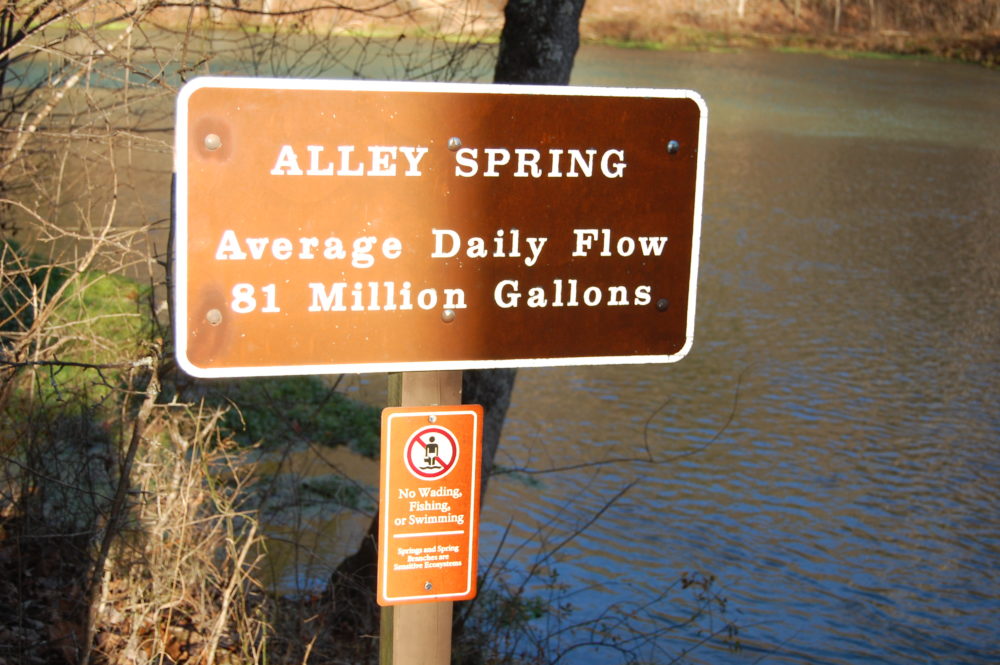 ALLEY SPRING
Average Daily Flow
81 Million Gallons
No Wading,
Fishing,
or Swimming
Springs and Spring
Branches are
Sensitive Ecosystems